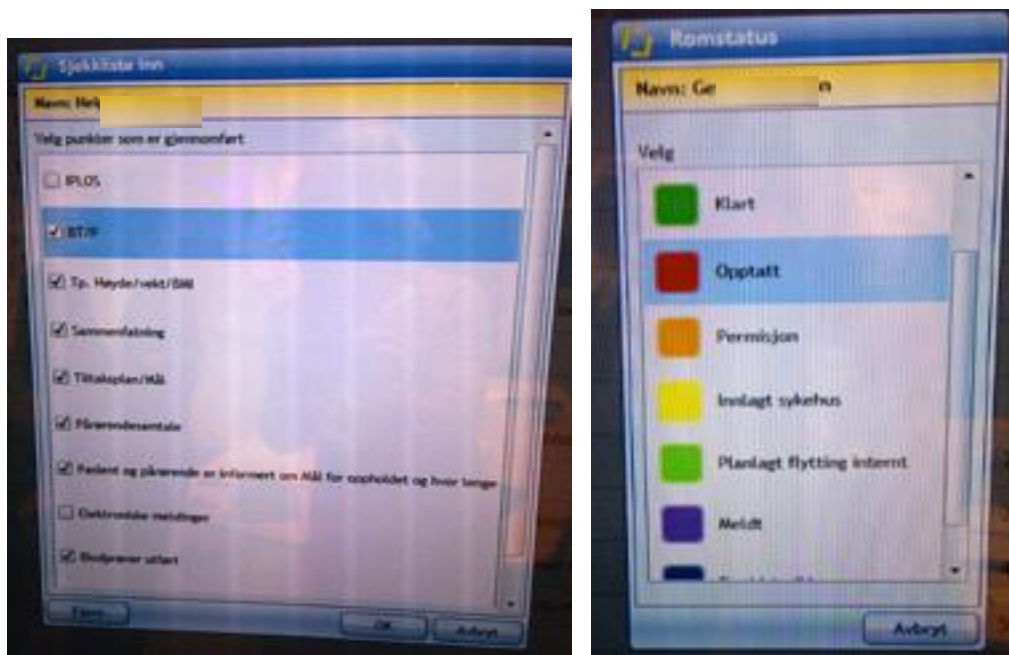 Sjekkliste inn
Navn: Hei
Velg punkter som er gjennomført
IPLOS
BT/P
Tp. Høyde/vekt/BMI
Sammenfatning
Tiltaksplan/Mål
Pårørendesamtale
Pasient og pårørende er informert om Mål for oppholdet og hvor lenge
Elektroniske meldinger
Blodprøver utført
OK
Avbryt
Romstatus
Navn: Ge n
Velg
Klart
Opptatt
Permisjon
Innlagt sykehus
Planlagt flytting internt
Meldt
Avbryt